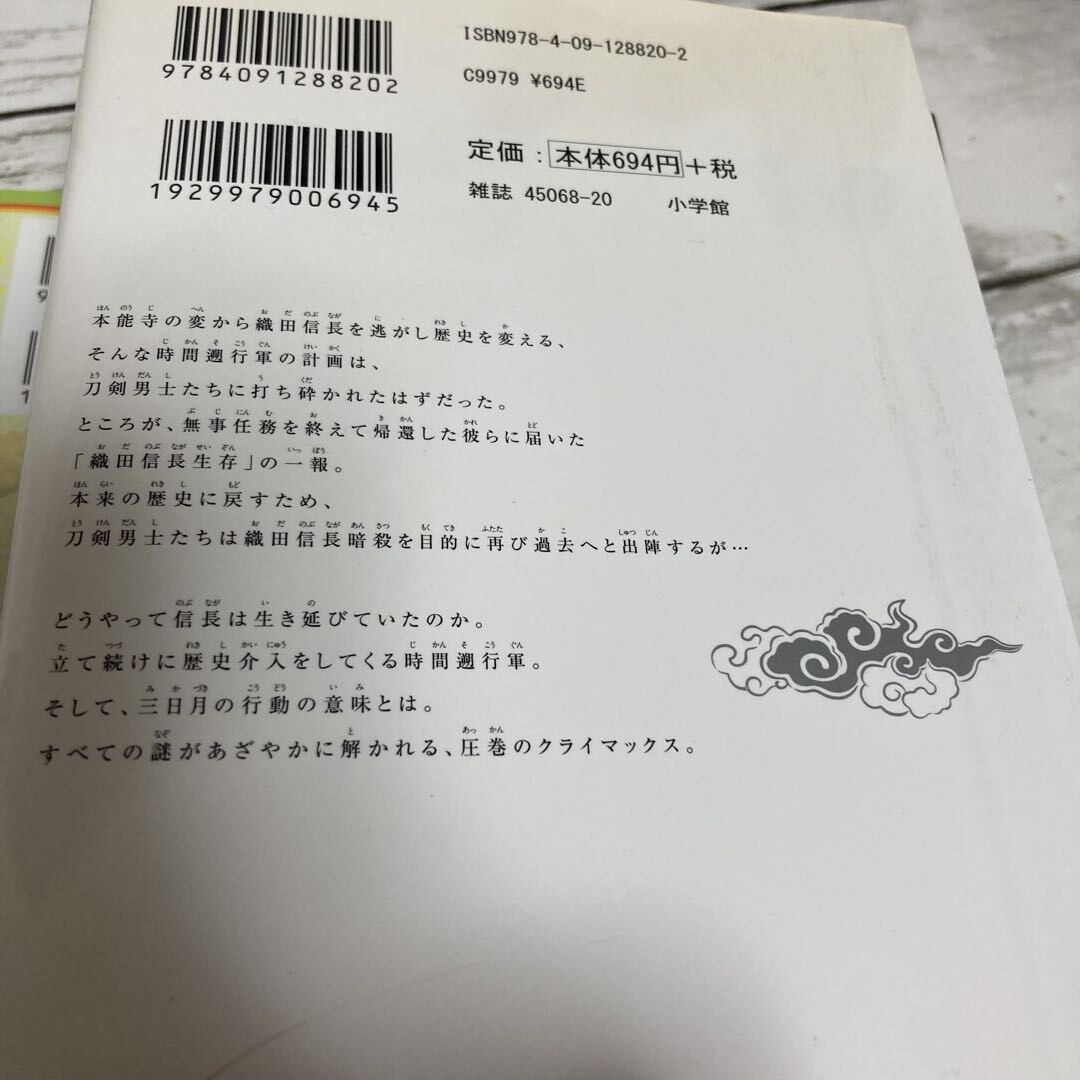 ISBN978-4-09-128820-2
9784091288202
C9979 ¥694E
定価：本体694円+税
1929979006945
雑誌 45068-20 小学館
本能寺の変から織田信長を逃がし歴史を変える、
そんな時間遡行軍の計画は、
刀剣男士たちに打ち砕かれたはずだった。
ところが、無事任務を終えて帰還した彼らに届いた
「織田信長生存」の一報。
本来の歴史に戻すため、
刀剣男士たちは織田信長暗殺を目的に再び過去へと出陣するが…
どうやって信長は生き延びていたのか。
立て続けに歴史介入をしてくる時間遡行軍。
そして、三日月の行動の意味とは。
すべての謎があざやかに解かれる、圧巻のクライマックス。